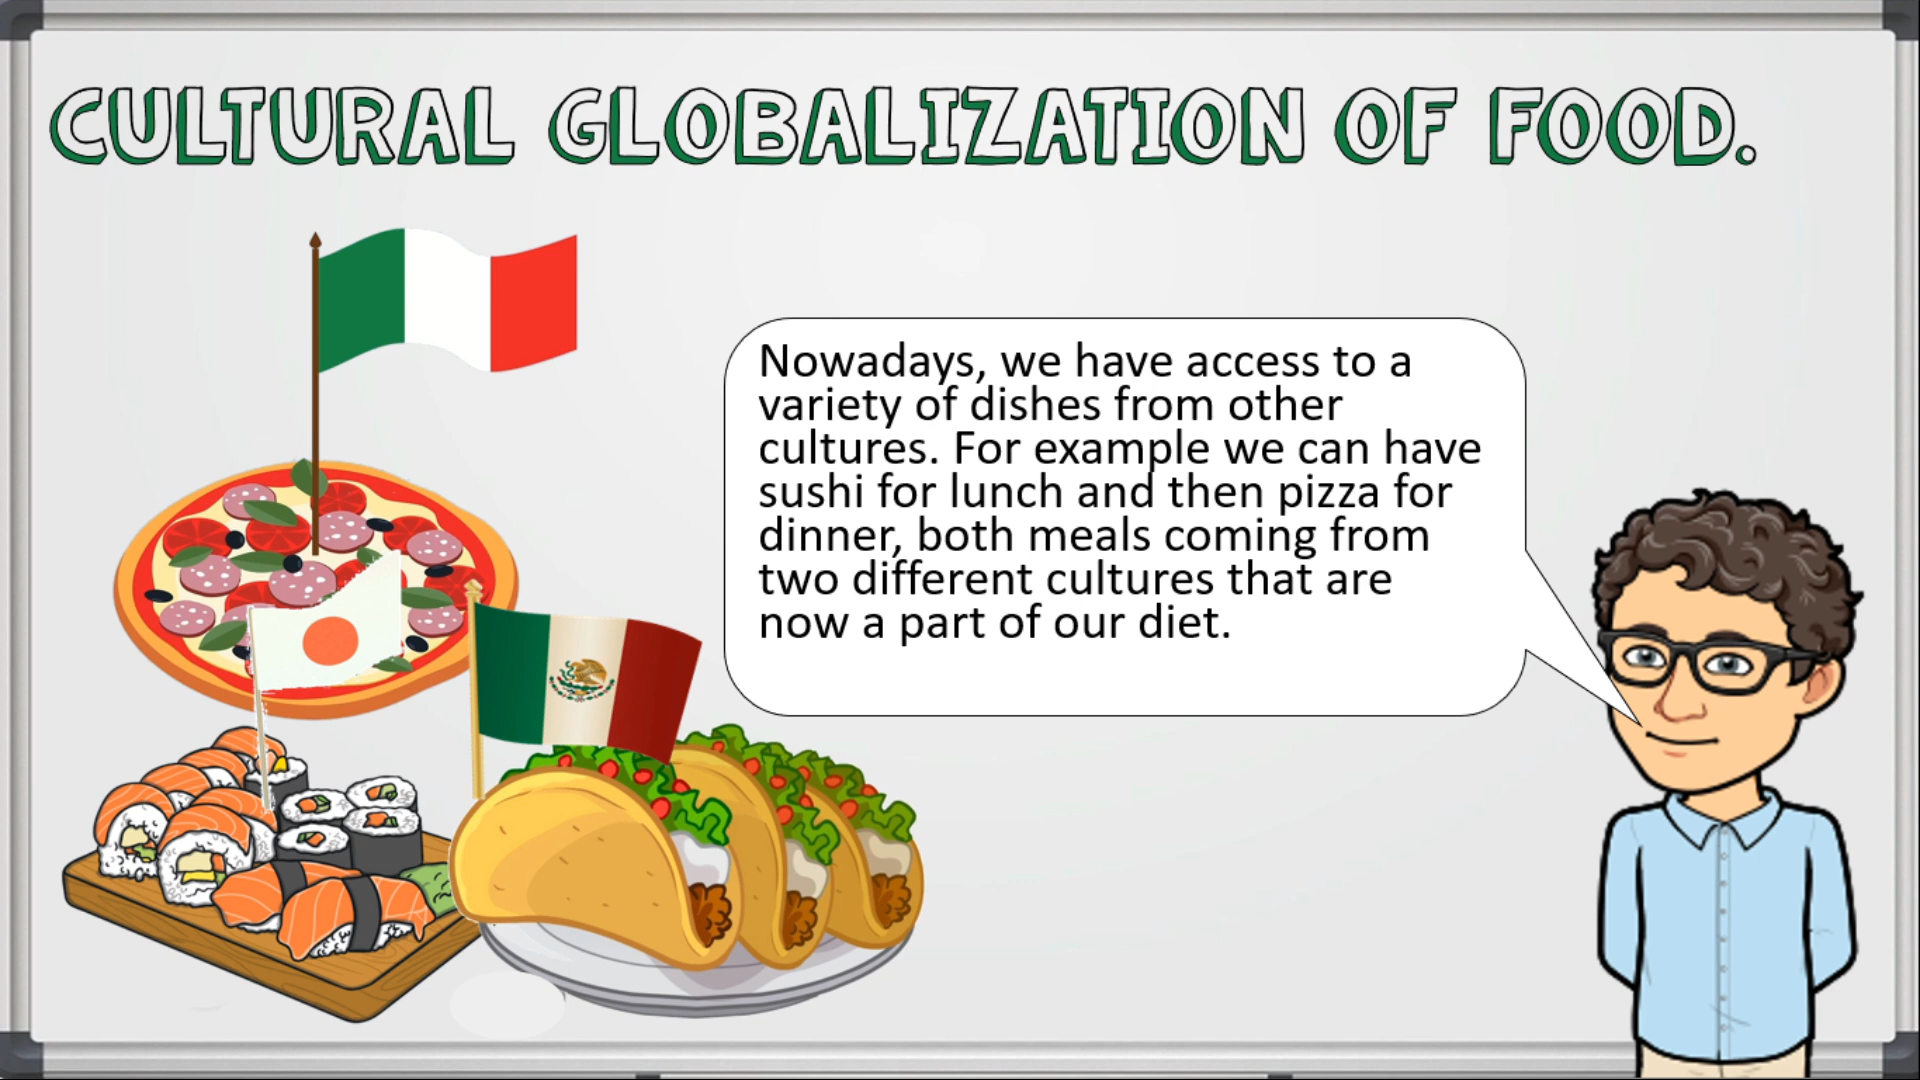 CULTURAL GLOBALIZATION OF FOOD.
Nowadays, we have access to a
variety of dishes from other
cultures. For example we can have
sushi for lunch and then pizza for
dinner, both meals coming from
two different cultures that are
now a part of our diet.